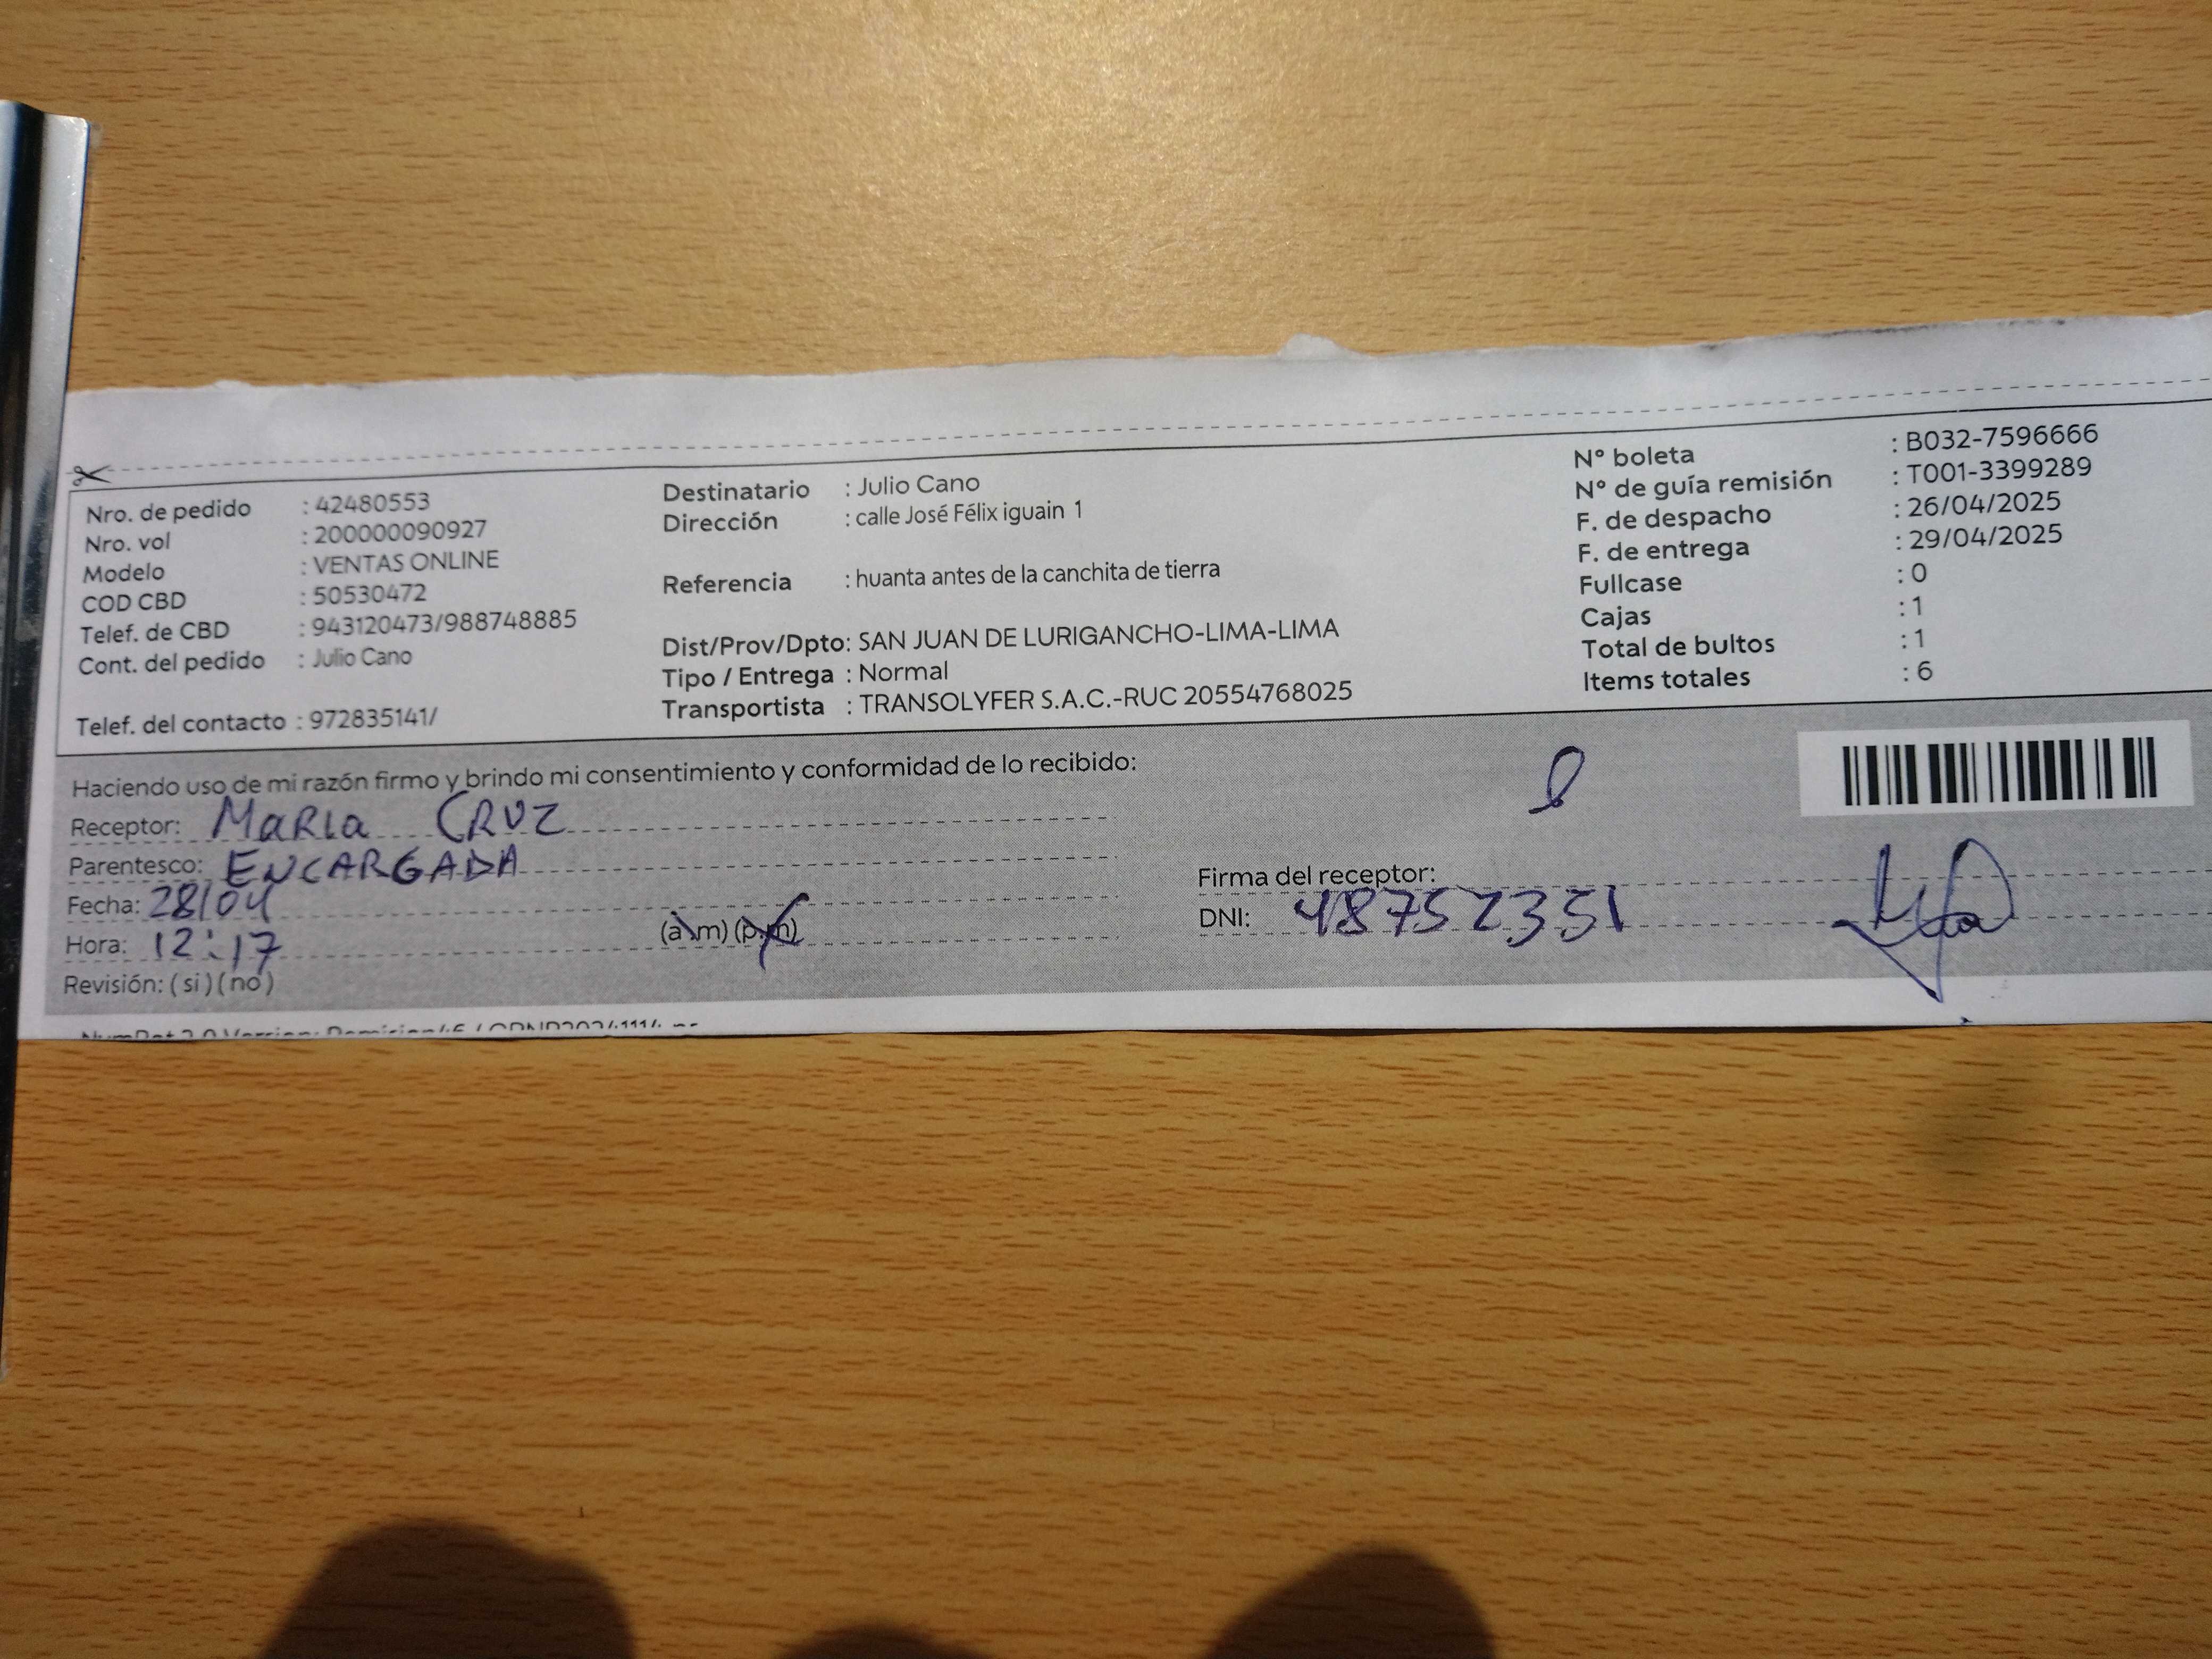 Nro. de pedido : 42480553
Nro. vol : 200000090927
Modelo : VENTAS ONLINE
COD CBD : 50530472
Telef. de CBD : 943120473/988748885
Cont. del pedido : Julio Cano
Telef. del contacto : 972835141/
Destinatario : Julio Cano
Dirección : calle José Félix iguain 1
Referencia : huanta antes de la canchita de tierra
Dist/Prov/Dpto: SAN JUAN DE LURIGANCHO-LIMA-LIMA
Tipo / Entrega : Normal
Transportista : TRANSOLYFER S.A.C.-RUC 20554768025
N° boleta : B032-7596666
N° de guía remisión : T001-3399289
F. de despacho : 26/04/2025
F. de entrega : 29/04/2025
Fullcase : 0
Cajas : 1
Total de bultos : 1
Items totales : 6
Haciendo uso de mi razón firmo y brindo mi consentimiento y conformidad de lo recibido:
Receptor: MaRIa CRUZ
Parentesco: ENCARGADA
Fecha: 28/04
Hora: 12:17 (a.m) (p.m)
Revisión: ( si ) ( no )
Firma del receptor:
DNI: 48752351